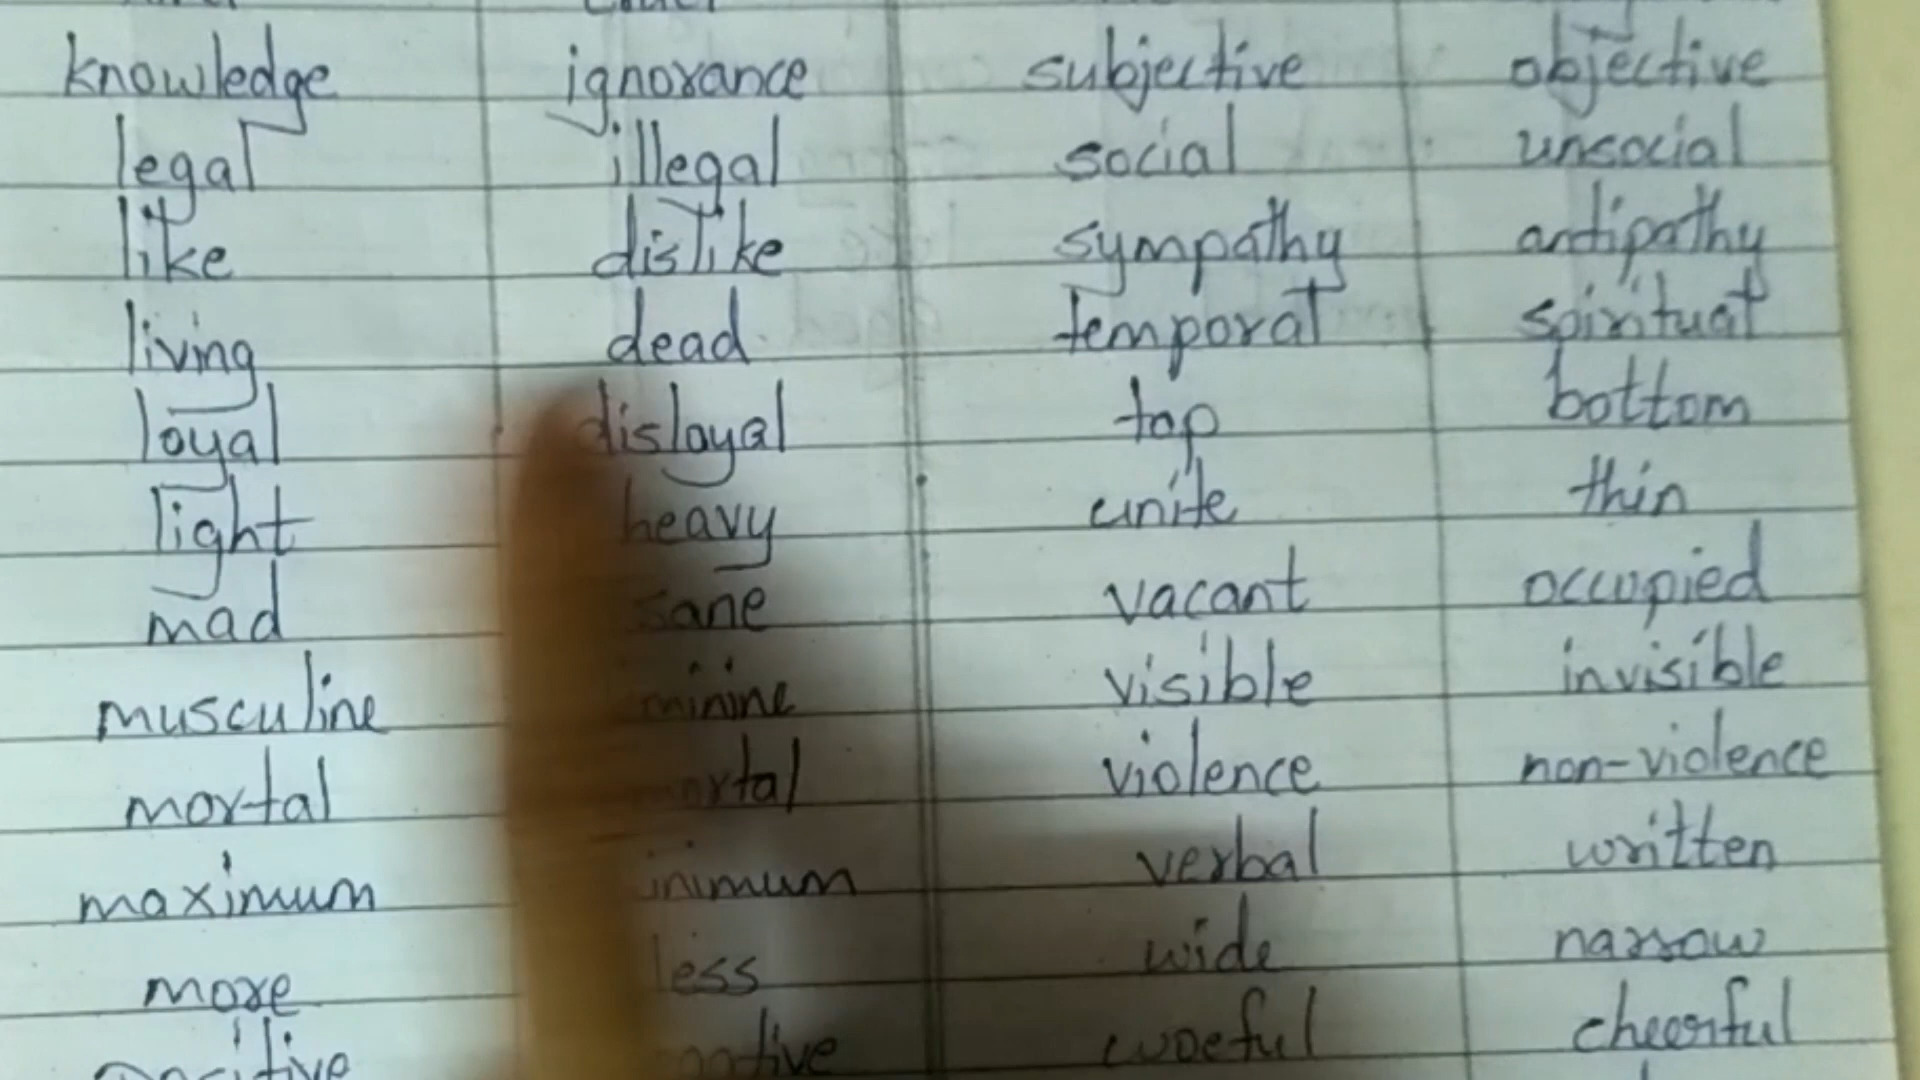 knowledge ignorance subjective objective
legal illegal social unsocial
like dislike sympathy antipathy
living dead temporal spiritual
loyal disloyal top bottom
light heavy unite thin
mad sane vacant occupied
musculine visible invisible
mortal violence non-violence
maximum verbal written
more less wide narrow
positive woeful cheerful